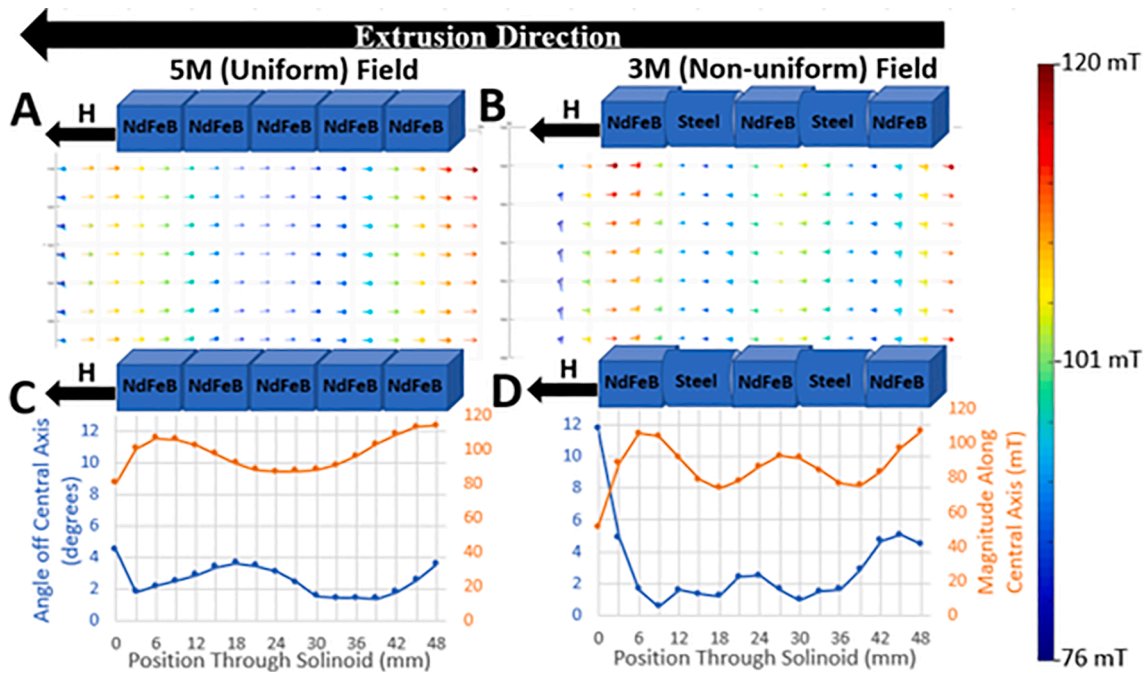 Extrusion Direction
5M (Uniform) Field
3M (Non-uniform) Field
A
H
NdFeB NdFeB NdFeB NdFeB NdFeB
B
H
NdFeB Steel NdFeB Steel NdFeB
120 mT
101 mT
76 mT
C
H
NdFeB NdFeB NdFeB NdFeB NdFeB
Angle off Central Axis
(degrees)
12
10
8
6
4
2
0
120
100
80
60
40
20
0
0 6 12 18 24 30 36 42 48
Position Through Solinoid (mm)
D
H
NdFeB Steel NdFeB Steel NdFeB
12
10
8
6
4
2
0
120
100
80
60
40
20
0
Magnitude Along
Central Axis (mT)
0 6 12 18 24 30 36 42 48
Position Through Solinoid (mm)